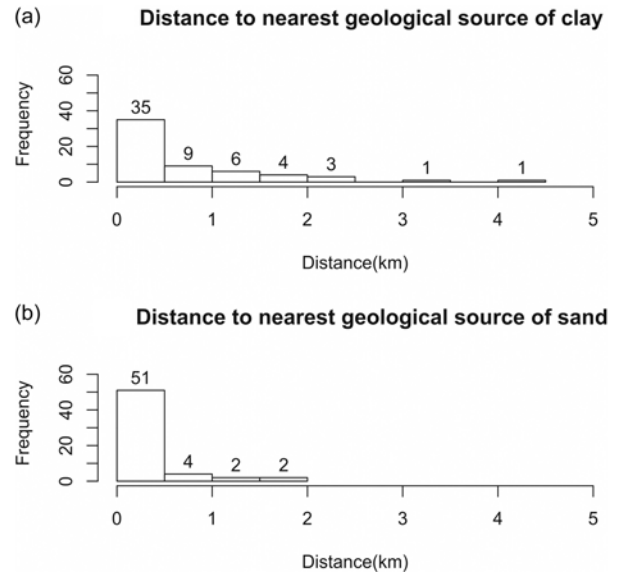 (a) Distance to nearest geological source of clay
Frequency
0 20 40 60
35 9 6 4 3 1 1
0 1 2 3 4 5
Distance(km)
(b) Distance to nearest geological source of sand
Frequency
0 20 40 60
51 4 2 2
0 1 2 3 4 5
Distance(km)